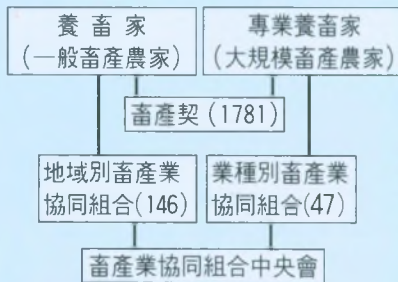 養畜家
(一般畜産農家)
専業養畜家
(大規模畜産農家)
畜産契(1781)
地域別畜産業
協同組合(146)
業種別畜産業
協同組合(47)
畜産業協同組合中央會